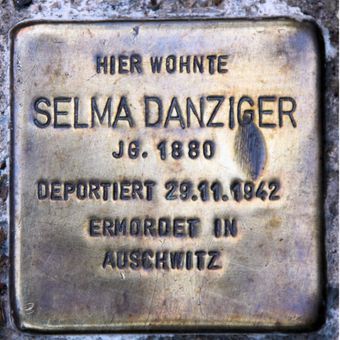 HIER WOHNTE
SELMA DANZIGER
JG. 1880
DEPORTIERT 29.11.1942
ERMORDET IN
AUSCHWITZ